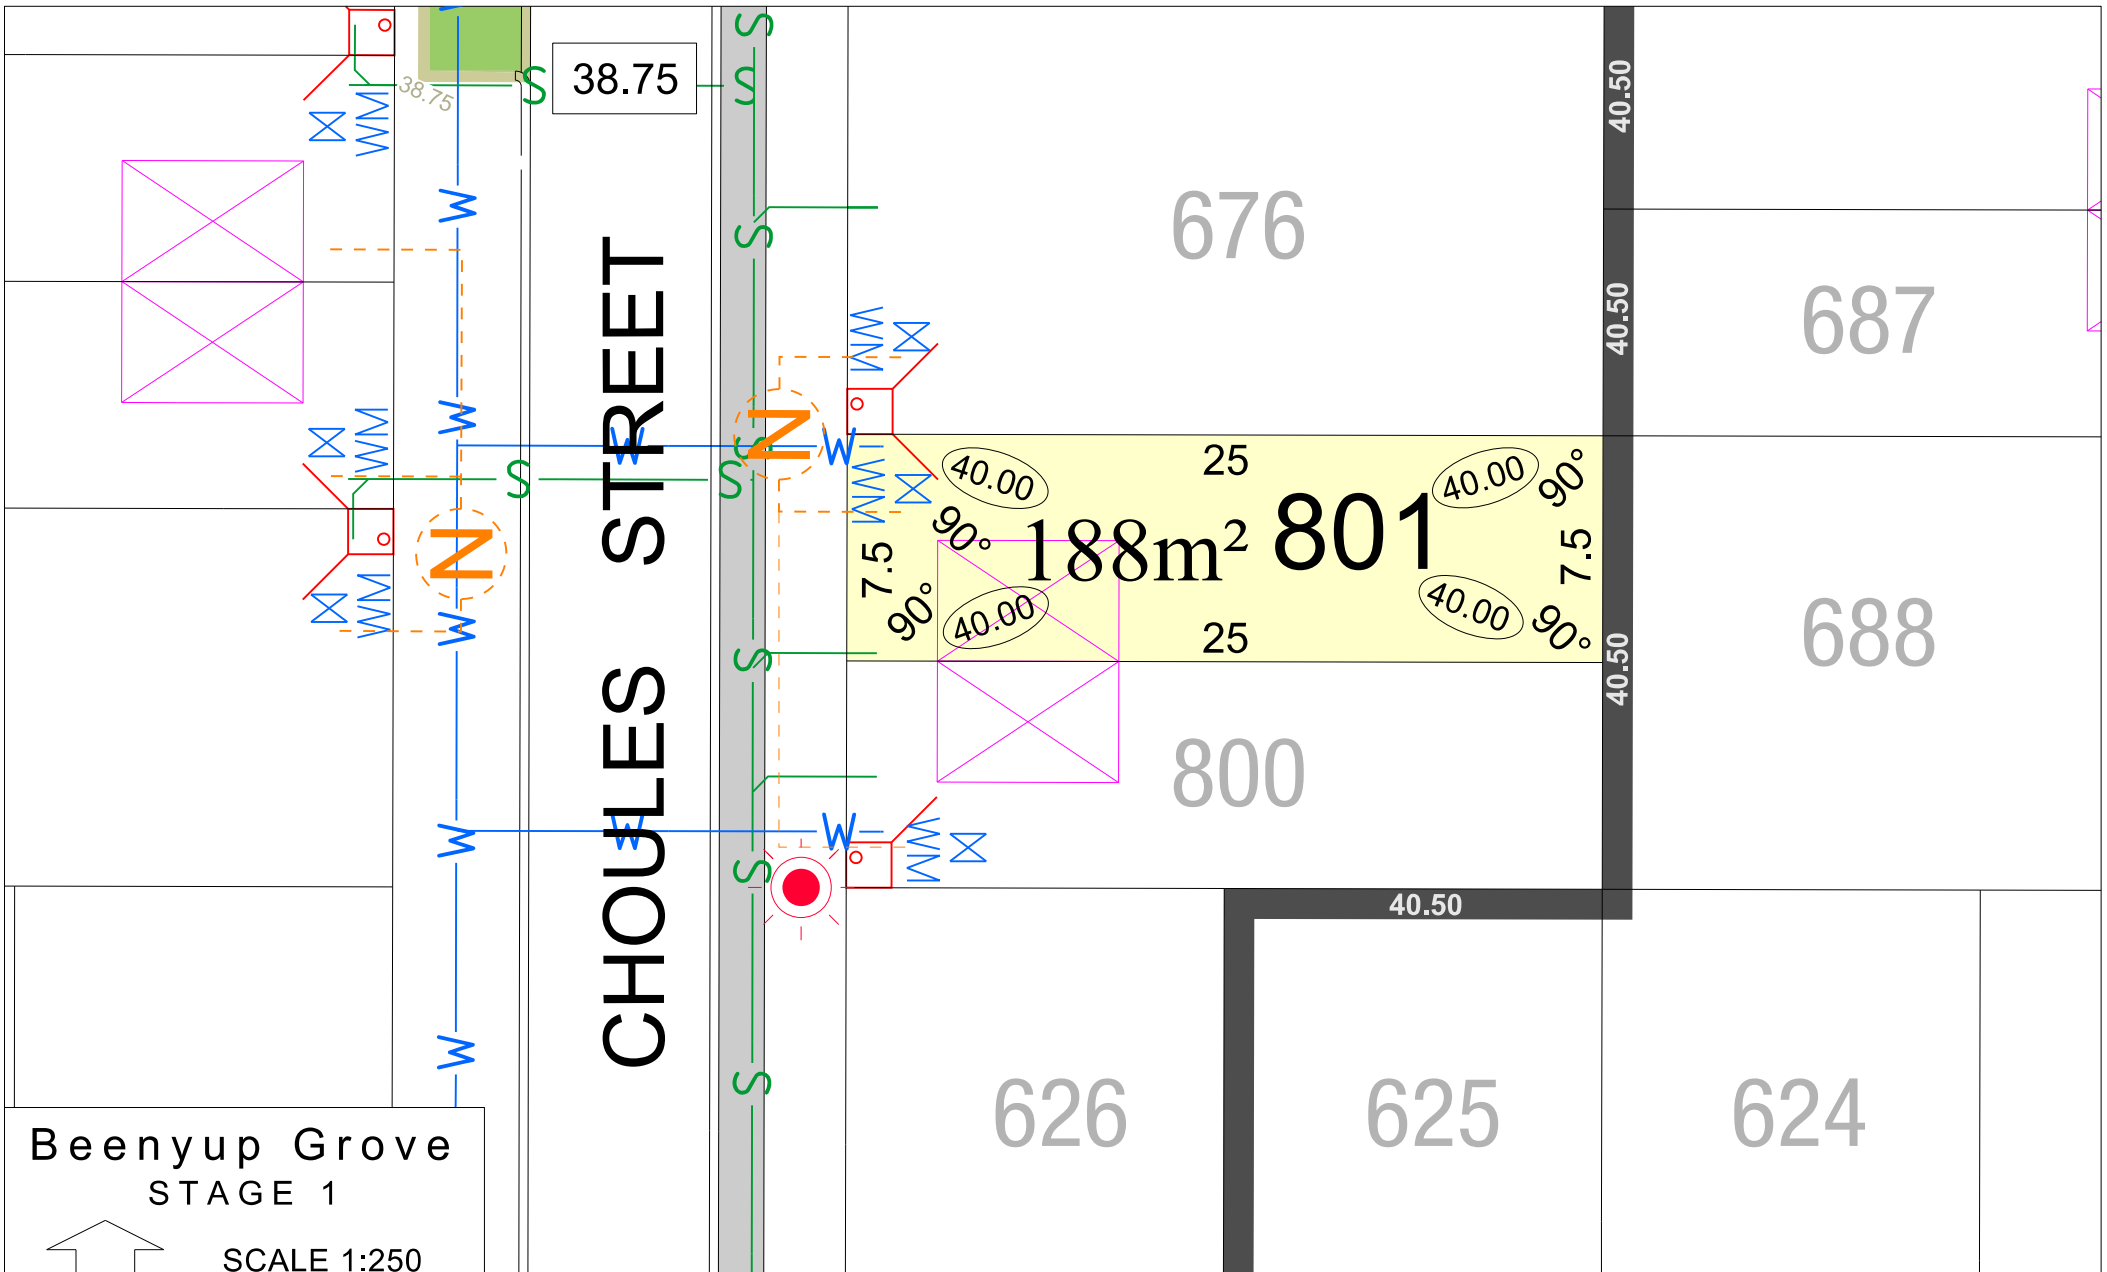 38.75
38.75
S
S
S
40.50
W
676
S
40.50
687
W
W
W
S
N
S
S
N
W
STREET
CHOULES
25
40.00
40.00
90°
90°
188m²
801
7.5
7.5
90°
40.00
40.00
90°
25
40.50
688
W
S
800
W
W
W
S
40.50
W
S
626
625
624
Beenyup Grove
STAGE 1
SCALE 1:250